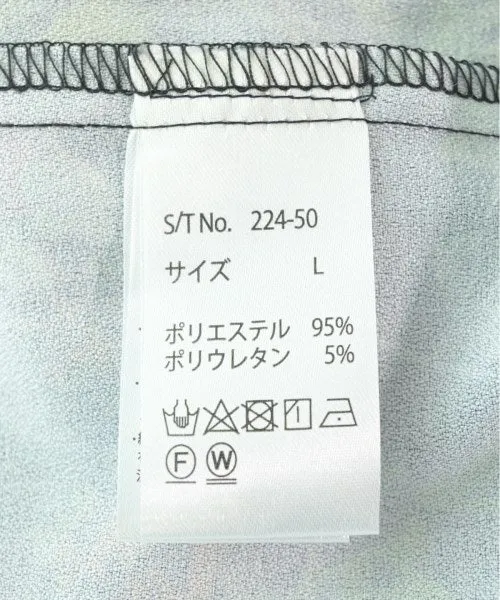 S/T No. 224-50
サイズ L
ポリエステル 95%
ポリウレタン 5%
F W